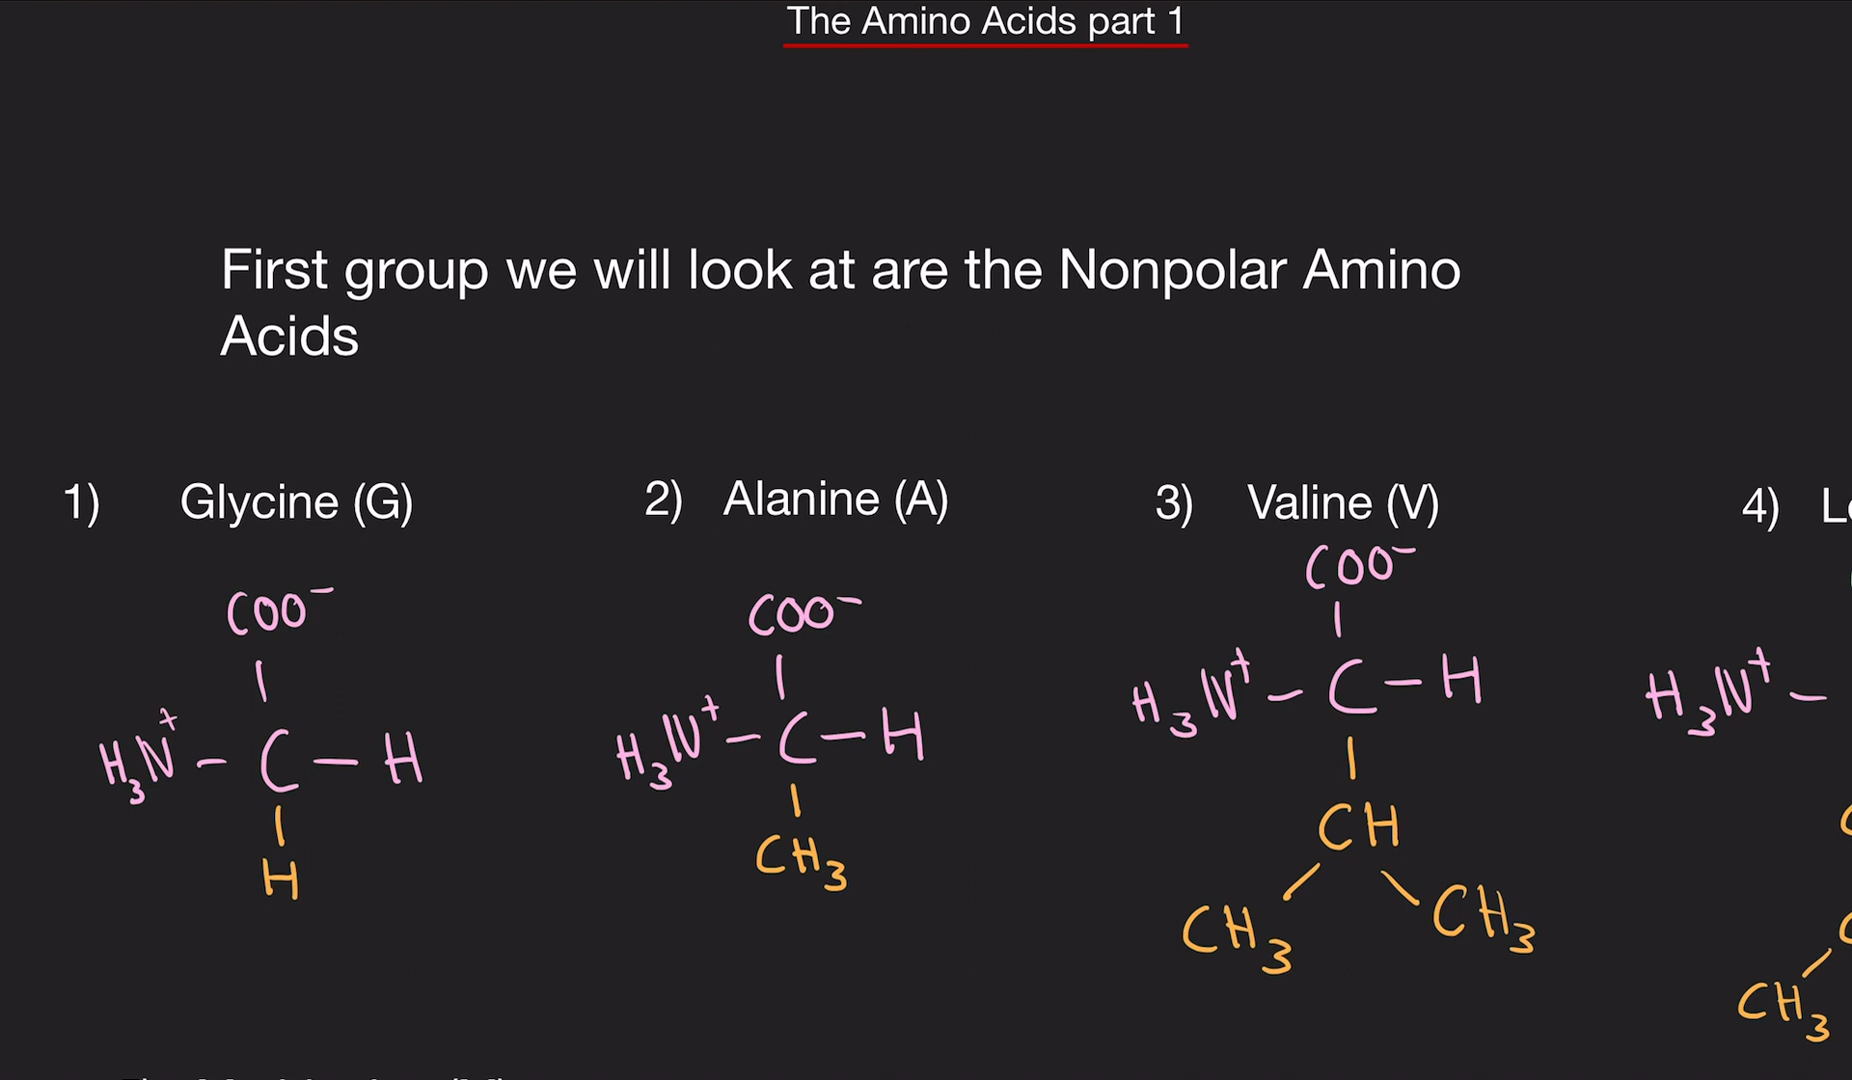 The Amino Acids part 1
First group we will look at are the Nonpolar Amino
Acids
1) Glycine (G)
2) Alanine (A)
3) Valine (V)
4)
COO⁻
H₃N⁺ – C – H
H
COO⁻
H₃N⁺ – C – H
CH₃
COO⁻
H₃N⁺ – C – H
CH
CH₃ CH₃
H₃N⁺ –
CH₃